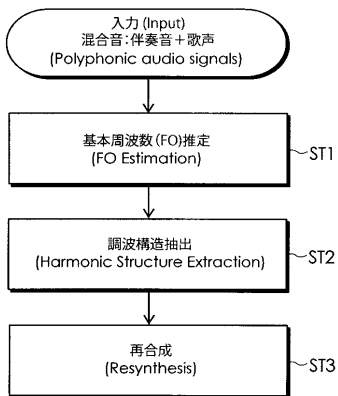 入力 (Input)
混合音:伴奏音+歌声
(Polyphonic audio signals)
基本周波数(FO)推定
(FO Estimation)
ST1
調波構造抽出
(Harmonic Structure Extraction)
ST2
再合成
(Resynthesis)
ST3